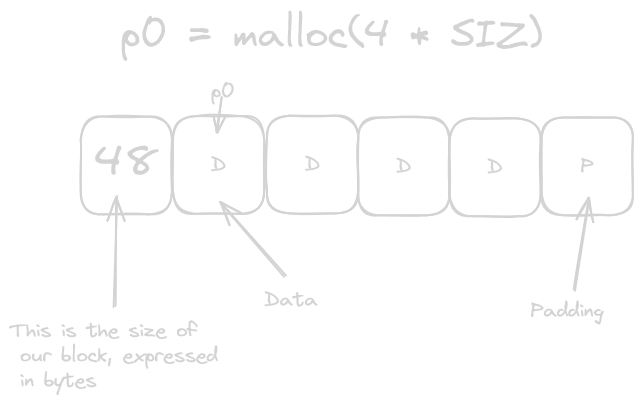 p0 = malloc(4 * SIZ)
p0
48 D D D D P
Data
Padding
This is the size of
our block, expressed
in bytes